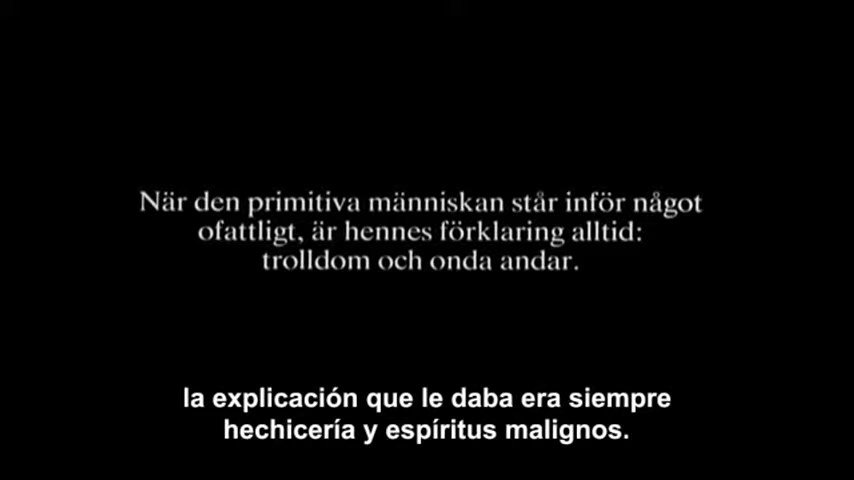 När den primitiva människan står inför något
ofattligt, är hennes förklaring alltid:
trolldom och onda andar.
la explicación que le daba era siempre
hechicería y espíritus malignos.